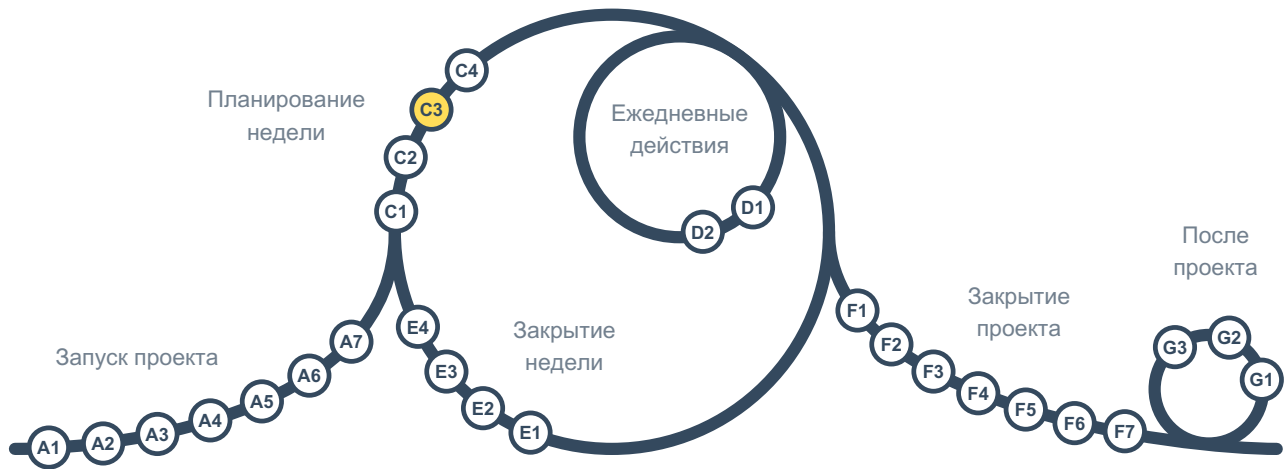 Запуск проекта
A1
A2
A3
A4
A5
A6
A7
Планирование
недели
C1
C2
C3
C4
Ежедневные
действия
D1
D2
Закрытие
недели
E1
E2
E3
E4
Закрытие
проекта
F1
F2
F3
F4
F5
F6
F7
После
проекта
G1
G2
G3